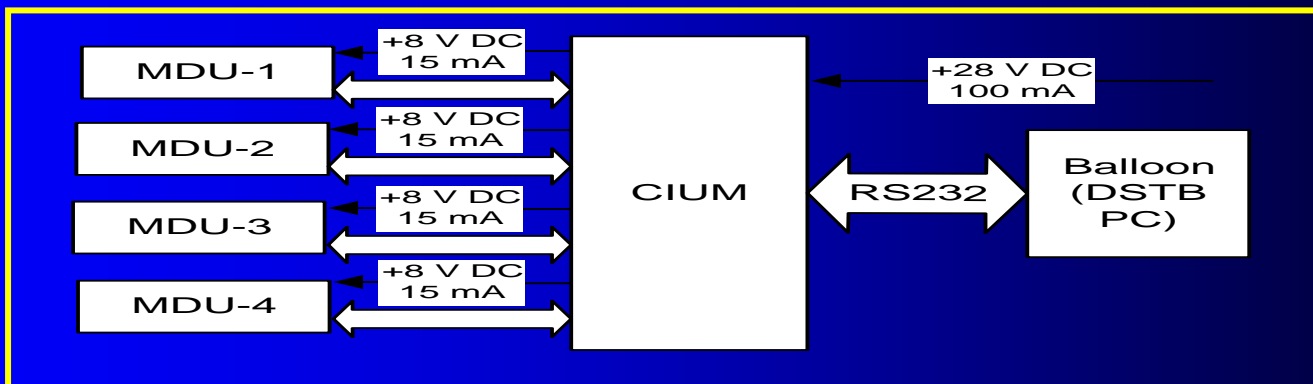 +8 V DC
15 mA
MDU-1
+28 V DC
100 mA
+8 V DC
15 mA
MDU-2
CIUM
RS232
Balloon
(DSTB
PC)
+8 V DC
15 mA
MDU-3
+8 V DC
15 mA
MDU-4